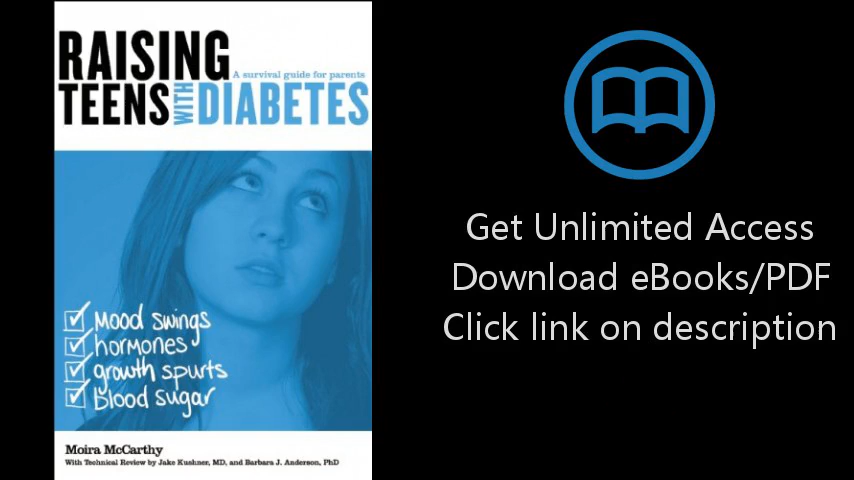 RAISING
A survival guide for parents
TEENS WITH DIABETES
Mood swings
hormones
growth spurts
Blood sugar
Moira McCarthy
With Technical Review by Jake Kushner, MD, and Barbara J. Anderson, PhD
Get Unlimited Access
Download eBooks/PDF
Click link on description